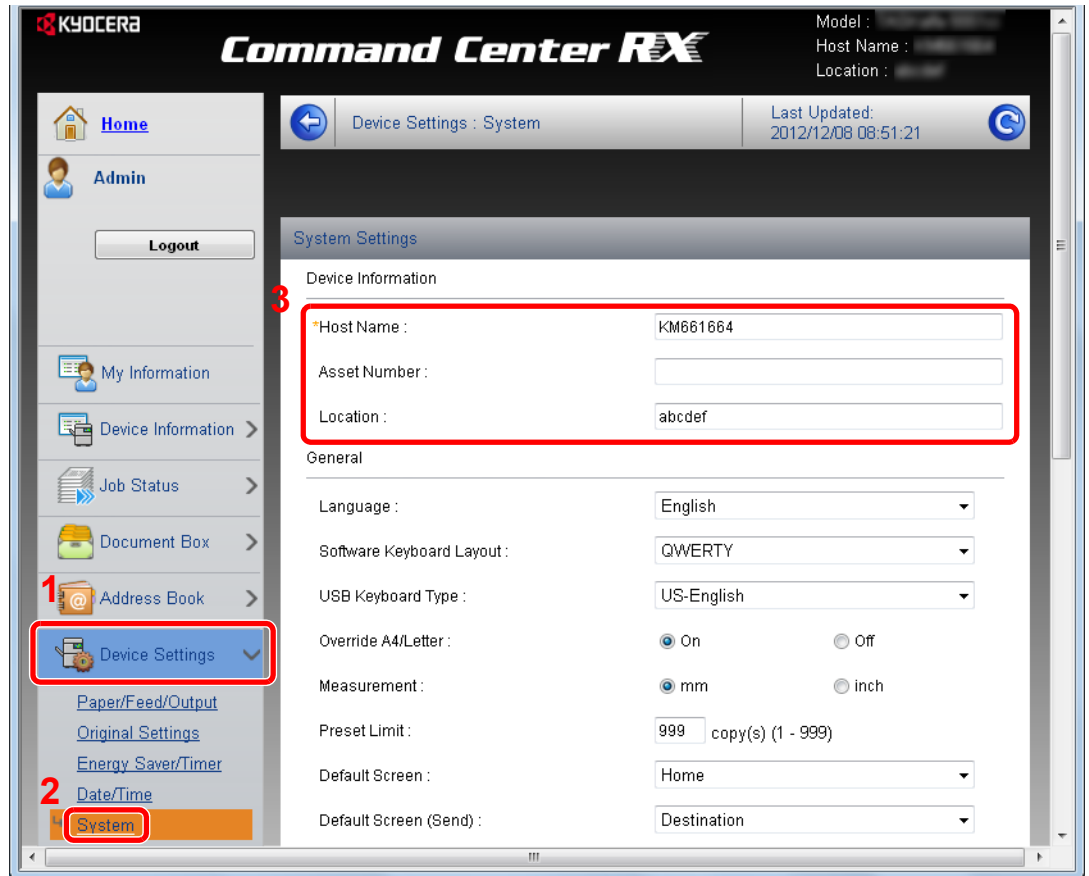 KYOCERA
Command Center RX
Model :
Host Name :
Location :
Home
Device Settings : System
Last Updated:
2012/12/08 08:51:21
Admin
Logout
System Settings
Device Information
3
*Host Name : KM661664
Asset Number :
Location : abcdef
My Information
Device Information
Job Status
Document Box
1
Address Book
Device Settings
Paper/Feed/Output
Original Settings
Energy Saver/Timer
Date/Time
2
System
General
Language : English
Software Keyboard Layout : QWERTY
USB Keyboard Type : US-English
Override A4/Letter : On Off
Measurement : mm inch
Preset Limit : 999 copy(s) (1 - 999)
Default Screen : Home
Default Screen (Send) : Destination